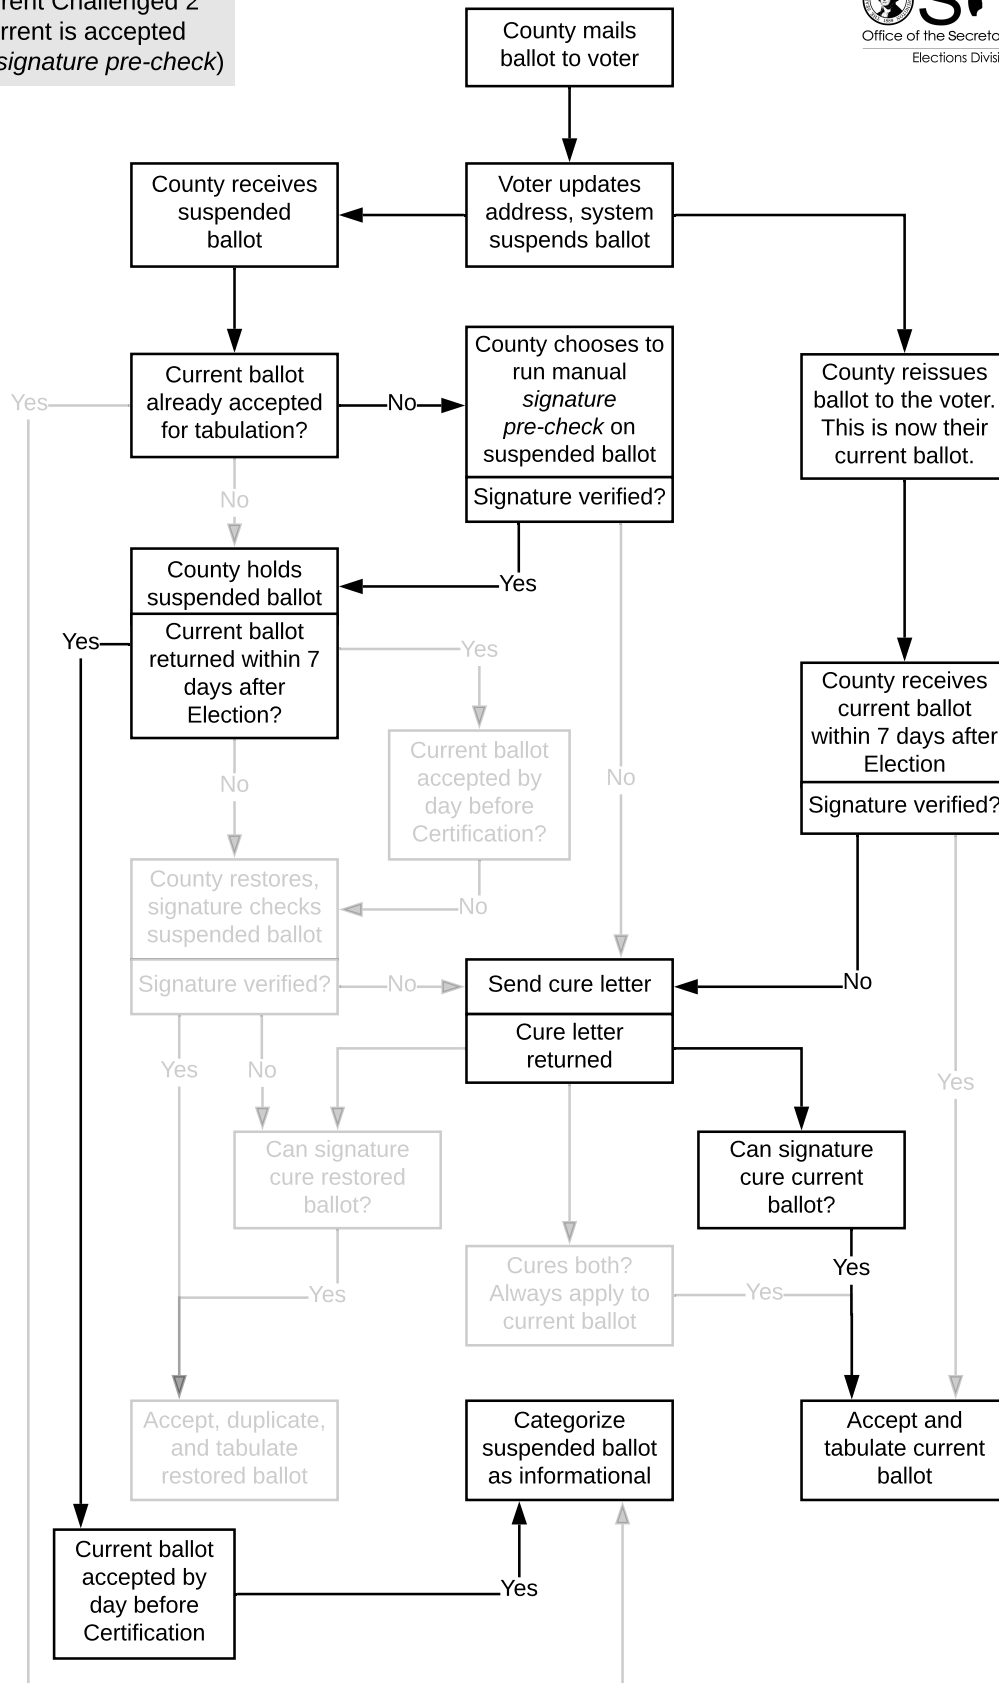 rent Challenged 2
rrent is accepted
signature pre-check)
Office of the Secreto
Elections Divisi
County mails
ballot to voter
County receives
suspended
ballot
Voter updates
address, system
suspends ballot
Current ballot
already accepted
for tabulation?
Yes
No
County chooses to
run manual
signature
pre-check on
suspended ballot
Signature verified?
County reissues
ballot to the voter.
This is now their
current ballot.
No
Yes
County holds
suspended ballot
Current ballot
returned within 7
days after
Election?
Yes
Yes
No
No
Current ballot
accepted by
day before
Certification?
County receives
current ballot
within 7 days after
Election
Signature verified?
County restores,
signature checks
suspended ballot
Signature verified?
No
No
No
Send cure letter
Cure letter
returned
Yes
No
Yes
Can signature
cure restored
ballot?
Can signature
cure current
ballot?
Yes
Yes
Cures both?
Always apply to
current ballot
Yes
Accept, duplicate,
and tabulate
restored ballot
Categorize
suspended ballot
as informational
Accept and
tabulate current
ballot
Current ballot
accepted by
day before
Certification
Yes